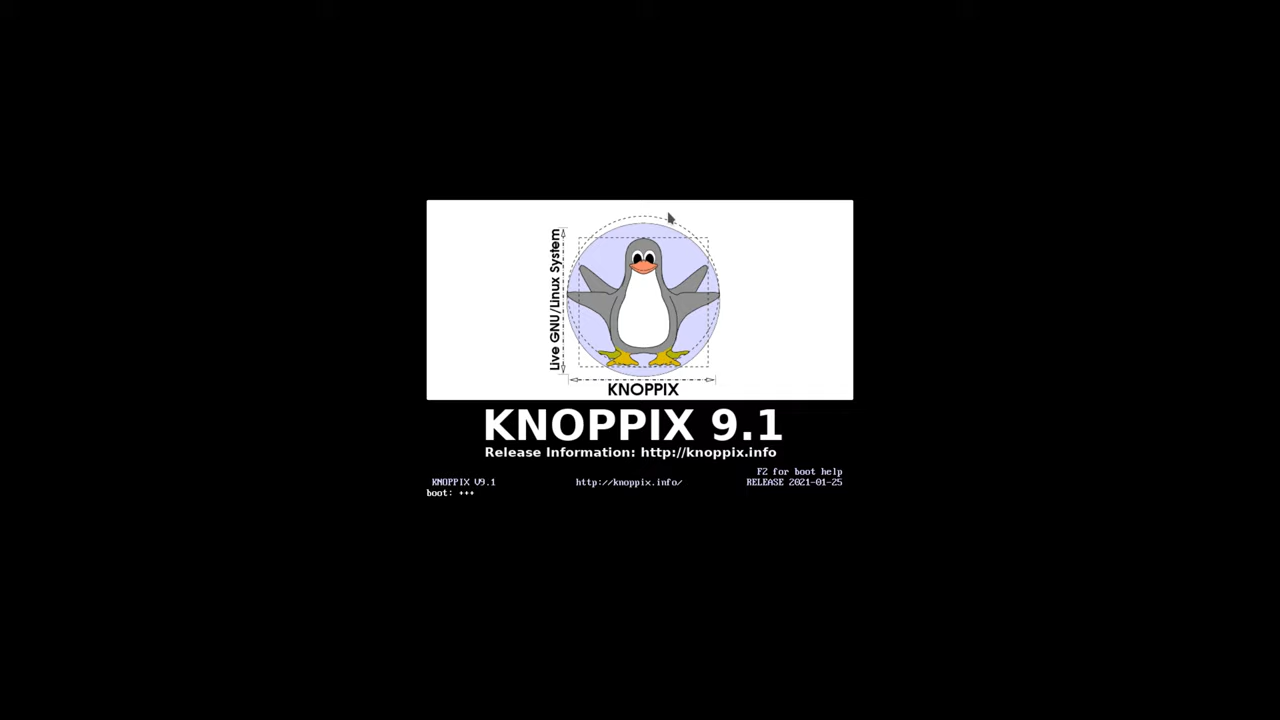 Live GNU/Linux System
KNOPPIX
KNOPPIX 9.1
Release Information: http://knoppix.info
F2 for boot help
KNOPPIX V9.1 http://knoppix.info/ RELEASE 2021-01-25
boot: +++